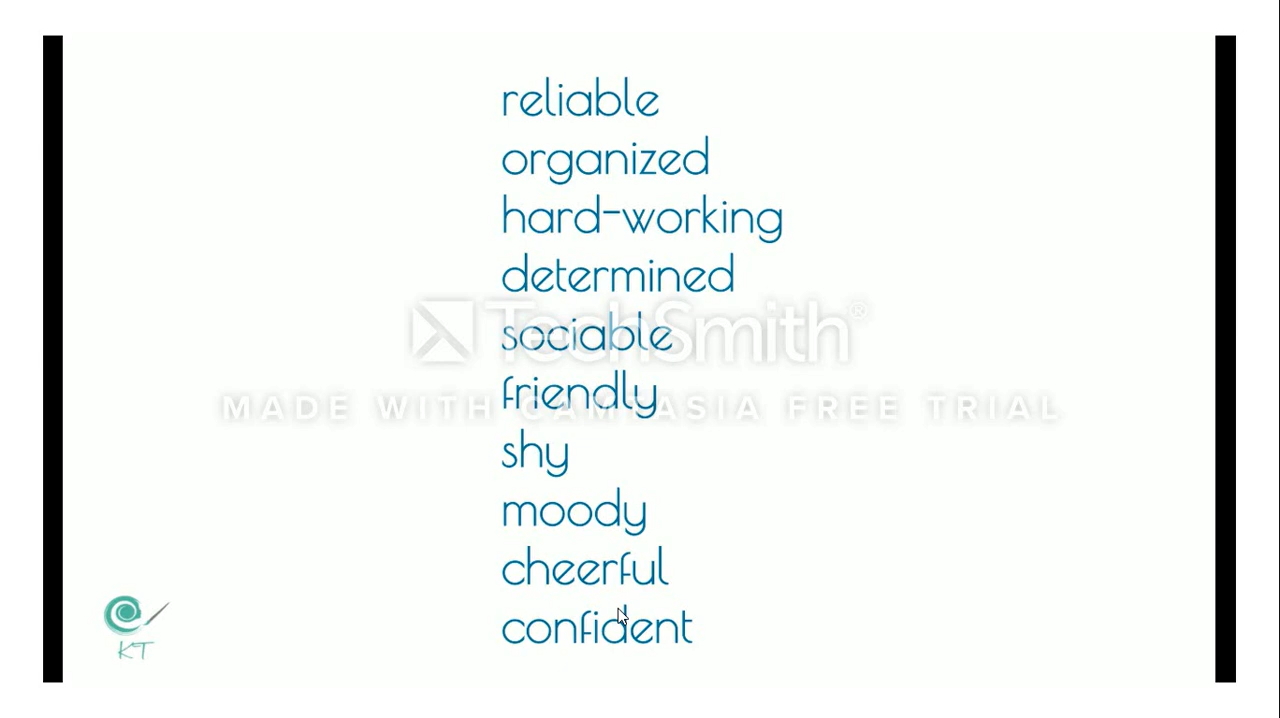 reliable
organized
hard-working
determined
TechSmith®
sociable
friendly
MADE WITH CAMTASIA FREE TRIAL
shy
moody
cheerful
confident
KT